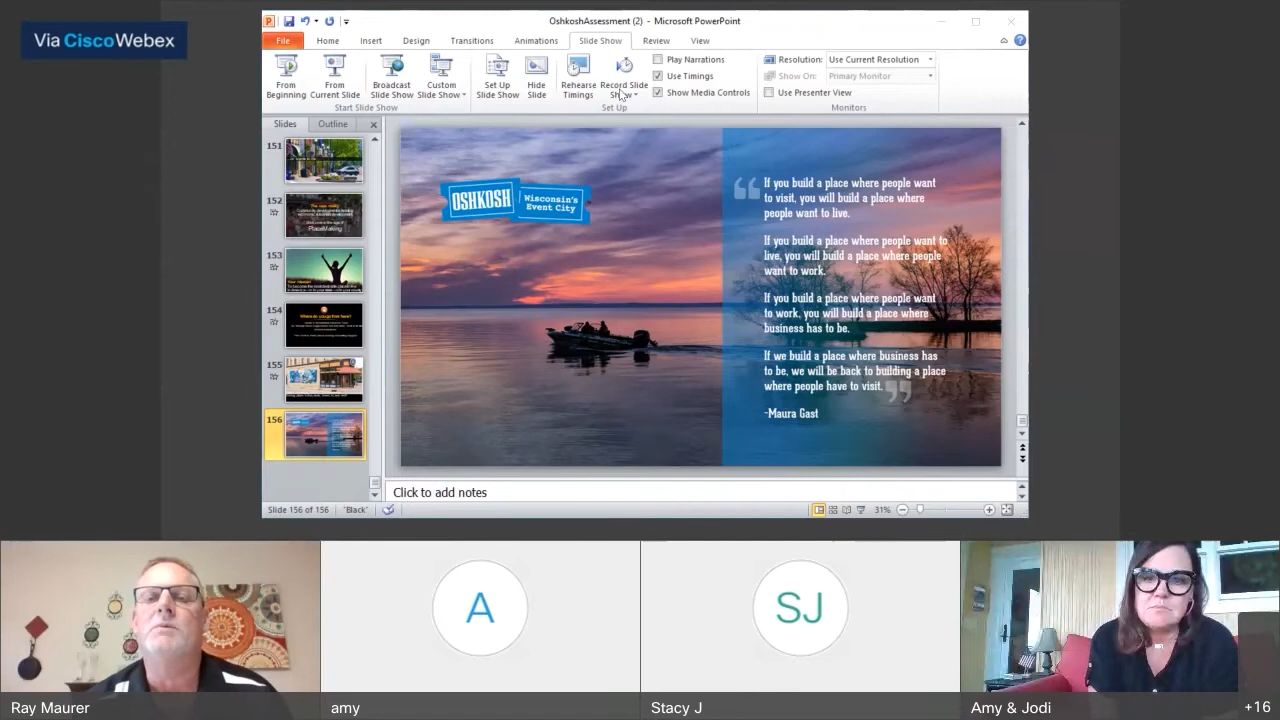 Via CiscoWebex
OshkoshAssessment (2) - Microsoft PowerPoint
File Home Insert Design Transitions Animations Slide Show Review View
From Beginning
From Current Slide
Broadcast Slide Show
Custom Slide Show
Start Slide Show
Set Up Slide Show
Hide Slide
Rehearse Timings
Record Slide Show
Play Narrations
Use Timings
Show Media Controls
Set Up
Resolution: Use Current Resolution
Show On: Primary Monitor
Use Presenter View
Monitors
Slides Outline
151
152
PlaceMaking
153
154
Where do you go from here?
155
156
OSHKOSH
Wisconsin's
Event City
“
If you build a place where people want
to visit, you will build a place where
people want to live.
If you build a place where people want to
live, you will build a place where people
want to work.
If you build a place where people want
to work, you will build a place where
business has to be.
If we build a place where business has
to be, we will be back to building a place
where people have to visit. ”
-Maura Gast
Click to add notes
Slide 156 of 156 "Black" 31%
A
SJ
Ray Maurer
amy
Stacy J
Amy & Jodi
+16